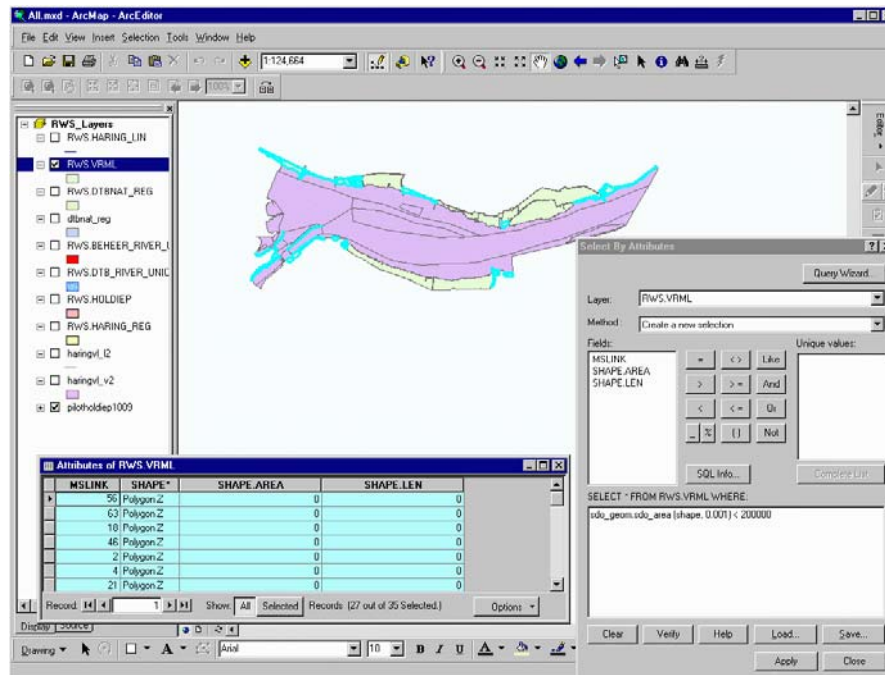 All.mxd - ArcMap - ArcEditor
File Edit View Insert Selection Tools Window Help
1:124,664
100%
Editor
RWS_Layers
RWS.HARING_LIN
RWS.VRML
RWS.DTBNAT_REG
dtbnat_reg
RWS.BEHEER_RIVER_U
RWS.DTB_RIVER_UNIC
RWS.HOLDIEP
RWS.HARING_REG
haringvl_l2
haringvl_v2
pilotholdiep1009
Display Source
Select By Attributes
Query Wizard...
Layer: RWS.VRML
Method: Create a new selection
Fields: Unique values:
MSLINK
SHAPE.AREA
SHAPE.LEN
= < > Like
> > = And
< < = Or
_ % ( ) Not
SQL Info... Complete List
SELECT * FROM RWS.VRML WHERE:
sdo_geom.sdo_area (shape, 0.001) < 200000
Clear Verify Help Load... Save...
Apply Close
Attributes of RWS.VRML
MSLINK SHAPE* SHAPE.AREA SHAPE.LEN
56 Polygon Z 0 0
63 Polygon Z 0 0
18 Polygon Z 0 0
46 Polygon Z 0 0
2 Polygon Z 0 0
4 Polygon Z 0 0
21 Polygon Z 0 0
Record: 1 Show: All Selected Records (27 out of 35 Selected.) Options
Drawing A Arial 10 B I U A